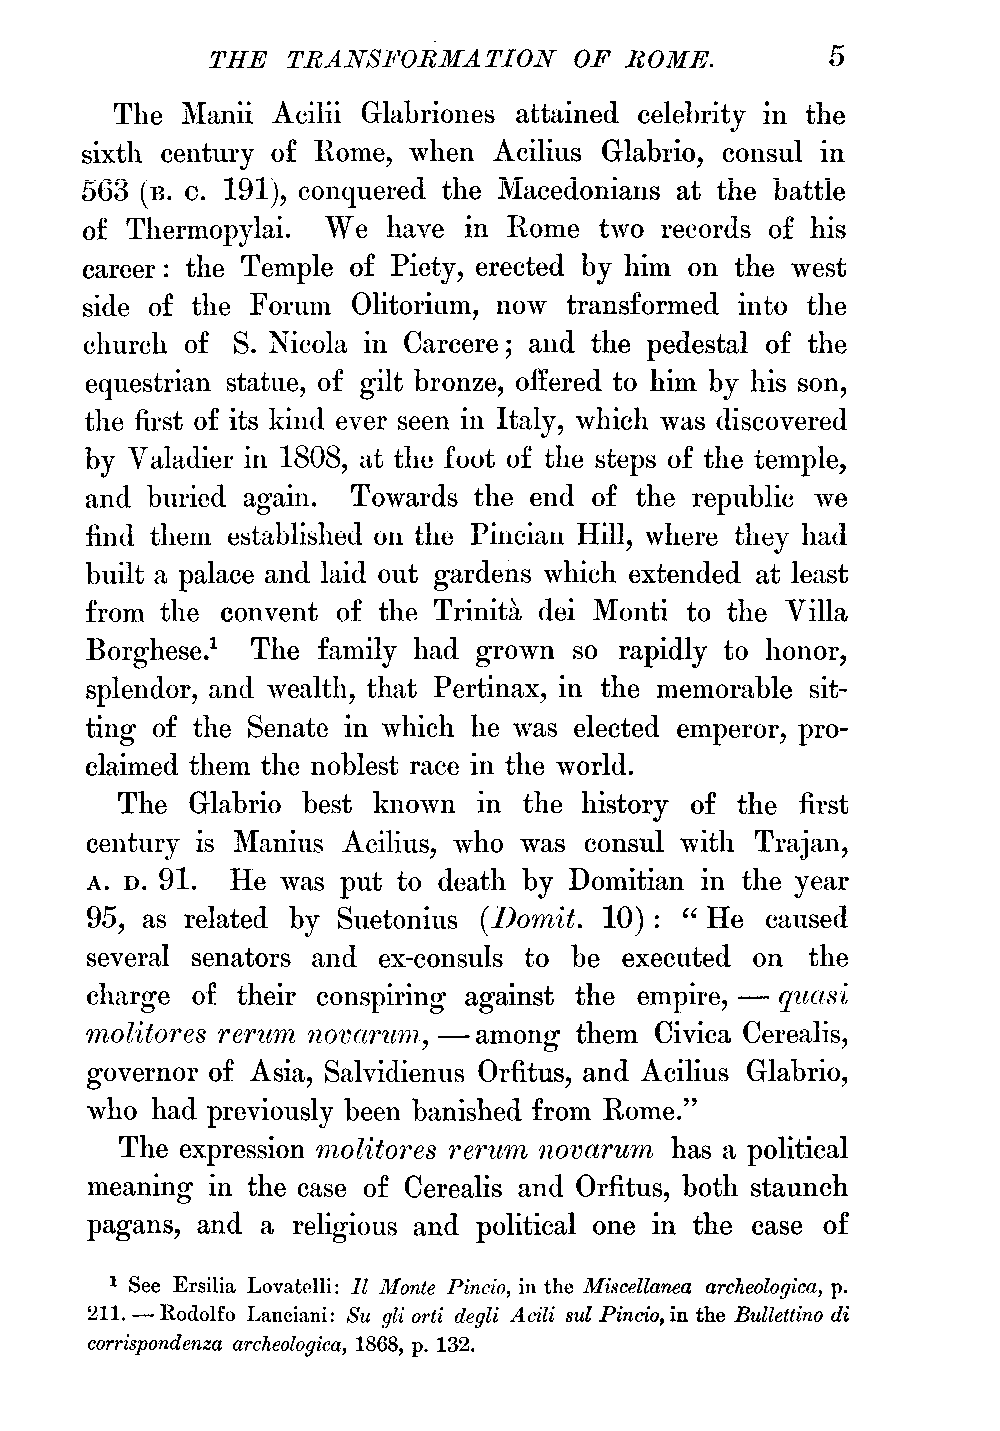 THE TRANSFORMATION OF ROME. 5
The Manii Acilii Glabriones attained celebrity in the
sixth century of Rome, when Acilius Glabrio, consul in
563 (B. C. 191), conquered the Macedonians at the battle
of Thermopylai. We have in Rome two records of his
career : the Temple of Piety, erected by him on the west
side of the Forum Olitorium, now transformed into the
church of S. Nicola in Carcere ; and the pedestal of the
equestrian statue, of gilt bronze, offered to him by his son,
the first of its kind ever seen in Italy, which was discovered
by Valadier in 1808, at the foot of the steps of the temple,
and buried again. Towards the end of the republic we
find them established on the Pincian Hill, where they had
built a palace and laid out gardens which extended at least
from the convent of the Trinità dei Monti to the Villa
Borghese.¹ The family had grown so rapidly to honor,
splendor, and wealth, that Pertinax, in the memorable sit-
ting of the Senate in which he was elected emperor, pro-
claimed them the noblest race in the world.
The Glabrio best known in the history of the first
century is Manius Acilius, who was consul with Trajan,
A. D. 91. He was put to death by Domitian in the year
95, as related by Suetonius (Domit. 10) : “ He caused
several senators and ex-consuls to be executed on the
charge of their conspiring against the empire, — quasi
molitores rerum novarum, — among them Civica Cerealis,
governor of Asia, Salvidienus Orfitus, and Acilius Glabrio,
who had previously been banished from Rome.”
The expression molitores rerum novarum has a political
meaning in the case of Cerealis and Orfitus, both staunch
pagans, and a religious and political one in the case of
¹ See Ersilia Lovatelli: Il Monte Pincio, in the Miscellanea archeologica, p.
211. — Rodolfo Lanciani: Su gli orti degli Acili sul Pincio, in the Bullettino di
corrispondenza archeologica, 1868, p. 132.